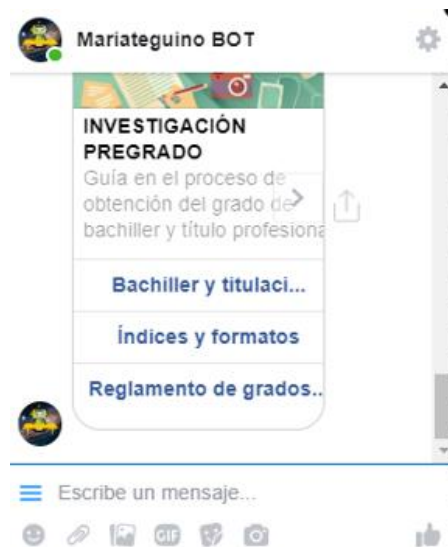 Mariateguino BOT
INVESTIGACIÓN
PREGRADO
Guía en el proceso de
obtención del grado de
bachiller y título profesiona
Bachiller y titulaci...
Índices y formatos
Reglamento de grados..
Escribe un mensaje...
GIF